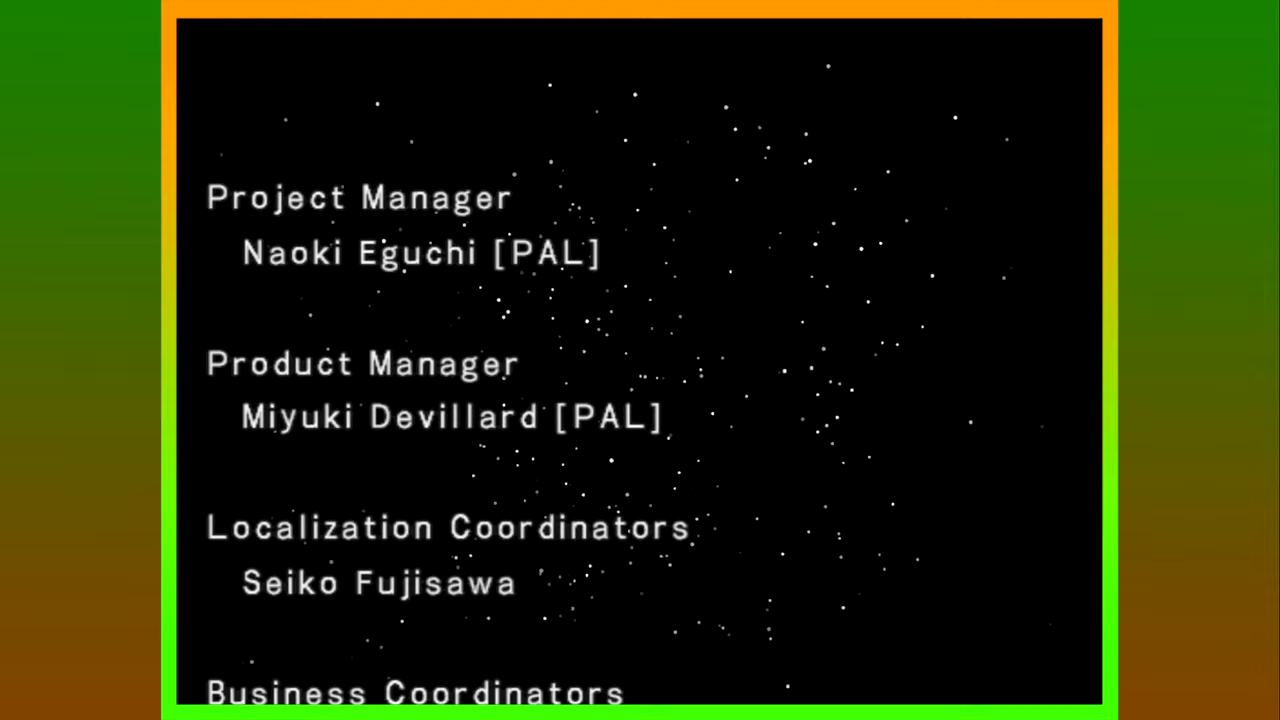 Project Manager
Naoki Eguchi [PAL]
Product Manager
Miyuki Devillard [PAL]
Localization Coordinators
Seiko Fujisawa
Business Coordinators